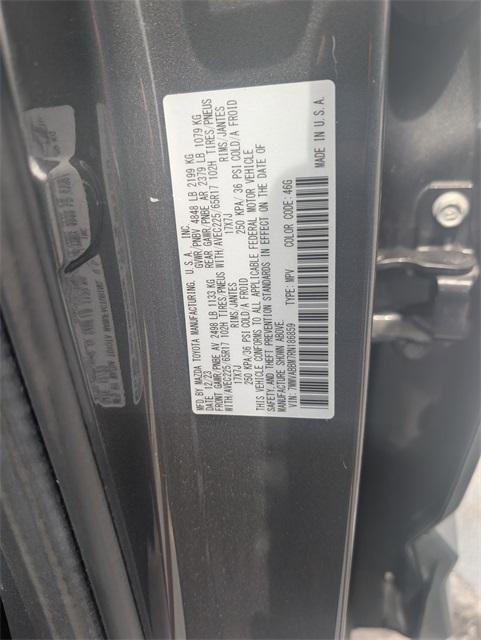 MFD BY MAZDA TOYOTA MANUFACTURING, U.S.A., INC.
DATE 12/23 GVWR/PNBV 4848 LB 2199 KG
FRONT GAWR/PNBE AV 2498 LB 1133 KG REAR GAWR/PNBE AR 2379 LB 1079 KG
WITH/AVEC225/65R17 102H TIRES/PNEUS WITH/AVEC225/65R17 102H TIRES/PNEUS
17X7J RIMS/JANTES 17X7J RIMS/JANTES
250 KPA/36 PSI COLD/A FROID 250 KPA/ 36 PSI COLD/A FROID
THIS VEHICLE CONFORMS TO ALL APPLICABLE FEDERAL MOTOR VEHICLE
SAFETY,AND THEFT PREVENTION STANDARDS IN EFFECT ON THE DATE OF
MANUFACTURE SHOWN ABOVE.
VIN: 7MMVABBM7RN186359 TYPE: MPV COLOR CODE: 46G
MADE IN U.S.A.